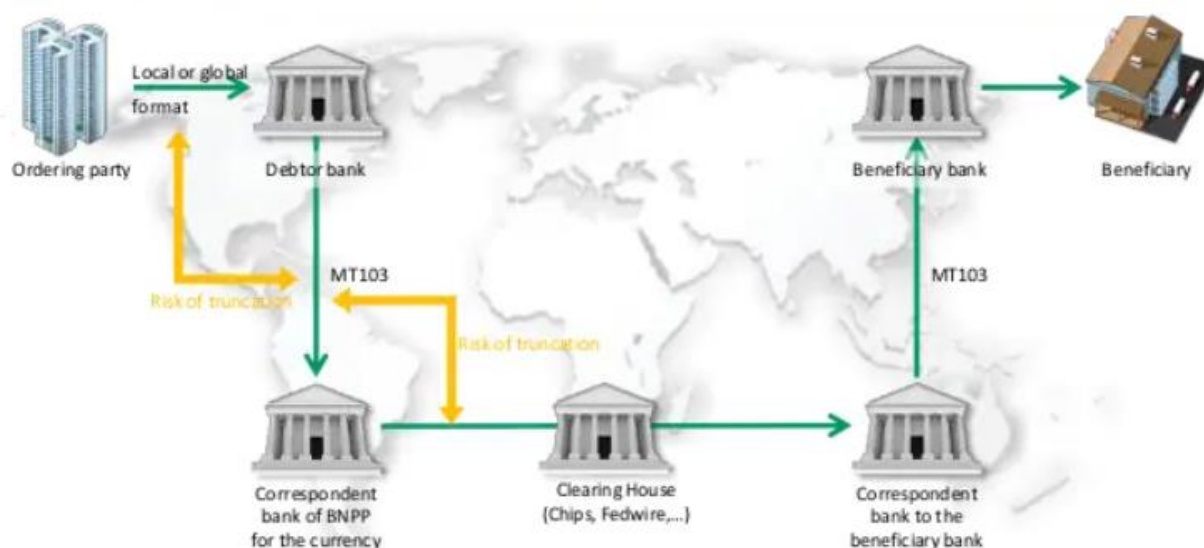 Local or global
format
Ordering party
Debtor bank
Beneficiary bank
Beneficiary
MT103
MT103
Risk of truncation
Risk of truncation
Correspondent
bank of BNPP
for the currency
Clearing House
(Chips, Fedwire,...)
Correspondent
bank to the
beneficiary bank